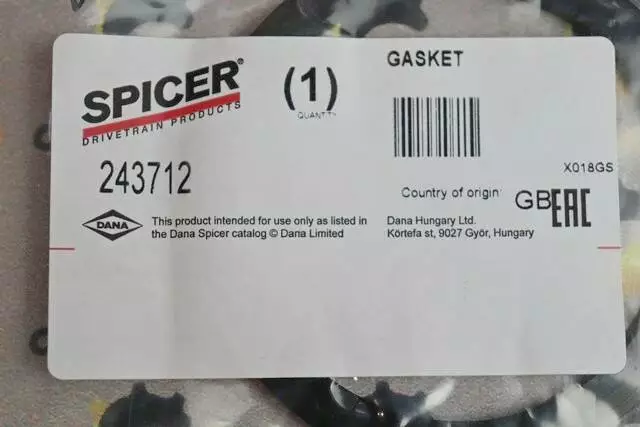 SPICER®
DRIVETRAIN PRODUCTS
(1)
QUANTITY
GASKET
243712
X018GS
Country of origin GB
EAC
DANA
This product intended for use only as listed in
the Dana Spicer catalog © Dana Limited
Dana Hungary Ltd.
Körtefa st, 9027 Győr, Hungary